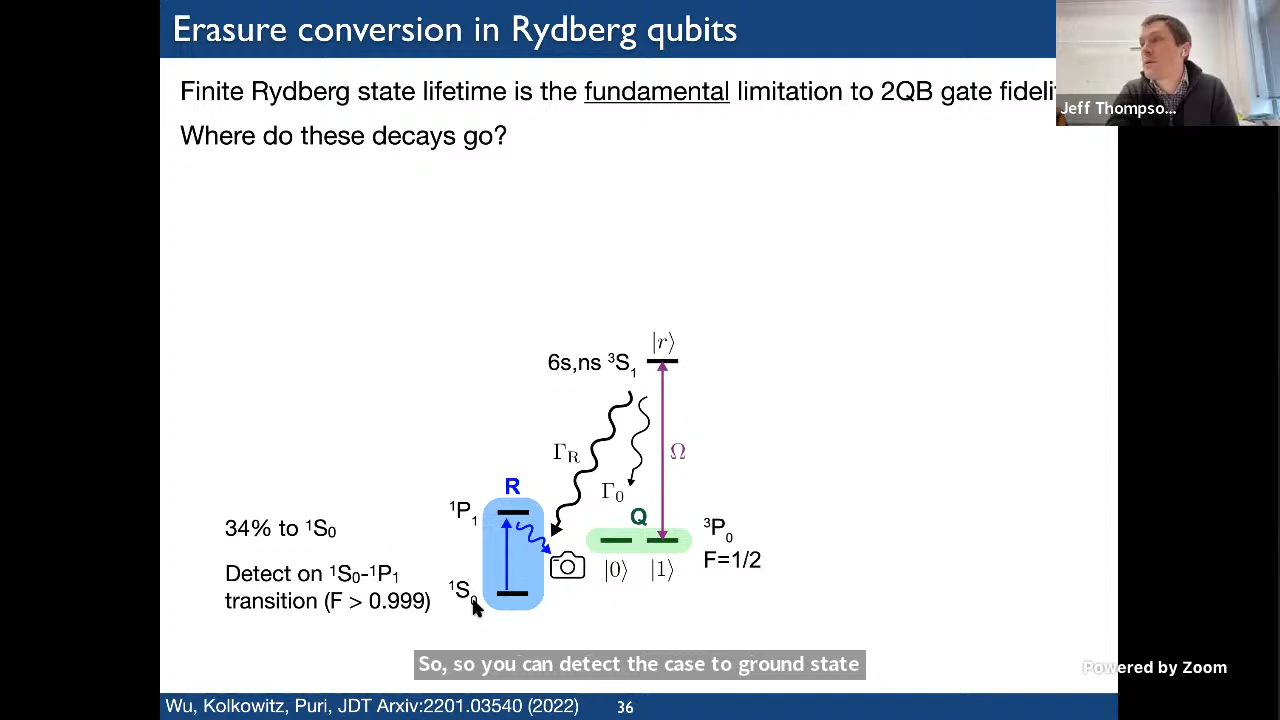 Erasure conversion in Rydberg qubits
Finite Rydberg state lifetime is the fundamental limitation to 2QB gate
Where do these decays go?
Jeff Thompso...
|r⟩
6s,ns ³S₁
Γ_R
Ω
Γ₀
R
Q
¹P₁
³P₀
F=1/2
34% to ¹S₀
Detect on ¹S₀-¹P₁
transition (F > 0.999)
¹S₀
|0⟩ |1⟩
So, so you can detect the case to ground state
Powered by Zoom
Wu, Kolkowitz, Puri, JDT Arxiv:2201.03540 (2022) 36